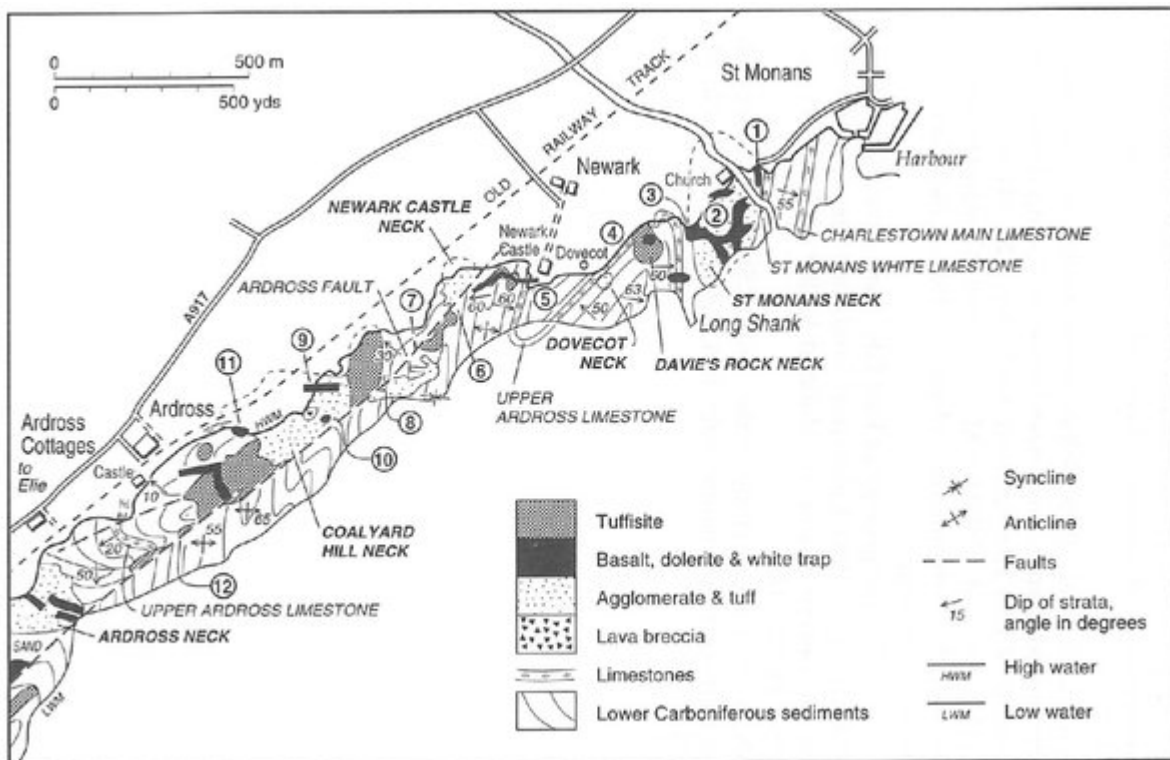 0 500 m
0 500 yds
St Monans
Harbour
TRACK
RAILWAY
OLD
Newark
Church
1
2
3
4
55
CHARLESTOWN MAIN LIMESTONE
ST MONANS WHITE LIMESTONE
ST MONANS NECK
Long Shank
NEWARK CASTLE
NECK
Newark
Castle
Dovecot
ARDROSS FAULT
A917
5
6
7
8
9
10
11
12
50
63
50
60
60
30
DOVECOT
NECK
DAVIE'S ROCK NECK
UPPER
ARDROSS LIMESTONE
Ardross
HWM
Ardross
Cottages
to
Elie
Castle
10
65
55
20
50
COALYARD
HILL NECK
UPPER ARDROSS LIMESTONE
ARDROSS NECK
SAND
LWM
Tuffisite
Basalt, dolerite & white trap
Agglomerate & tuff
Lava breccia
Limestones
Lower Carboniferous sediments
Syncline
Anticline
Faults
15
Dip of strata,
angle in degrees
HWM
High water
LWM
Low water